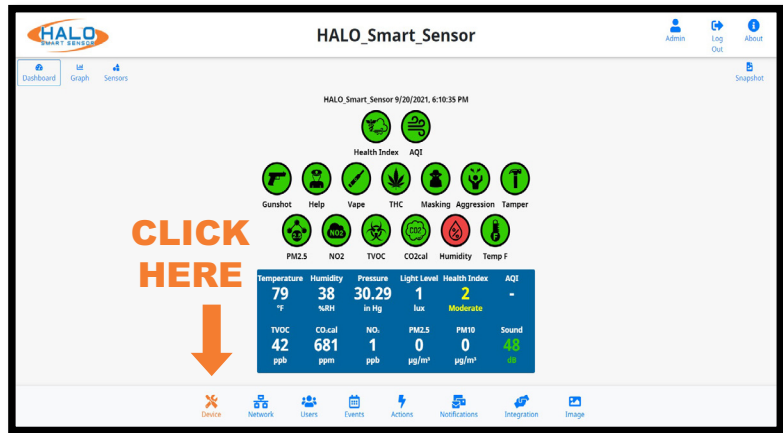 HALO
SMART SENSOR
HALO_Smart_Sensor
Admin
Log
Out
About
Dashboard
Graph
Sensors
Snapshot
HALO_Smart_Sensor 9/20/2021, 6:10:35 PM
Health Index AQI
Gunshot Help Vape THC Masking Aggression Tamper
NO2 CO2 F
PM2.5 NO2 TVOC CO2cal Humidity Temp F
CLICK
HERE
Temperature Humidity Pressure Light Level Health Index AQI
79 38 30.29 1 2 -
°F %RH in Hg lux Moderate
TVOC CO₂cal NO₂ PM2.5 PM10 Sound
42 681 1 0 0 48
ppb ppm ppb µg/m³ µg/m³ dB
Device Network Users Events Actions Notifications Integration Image